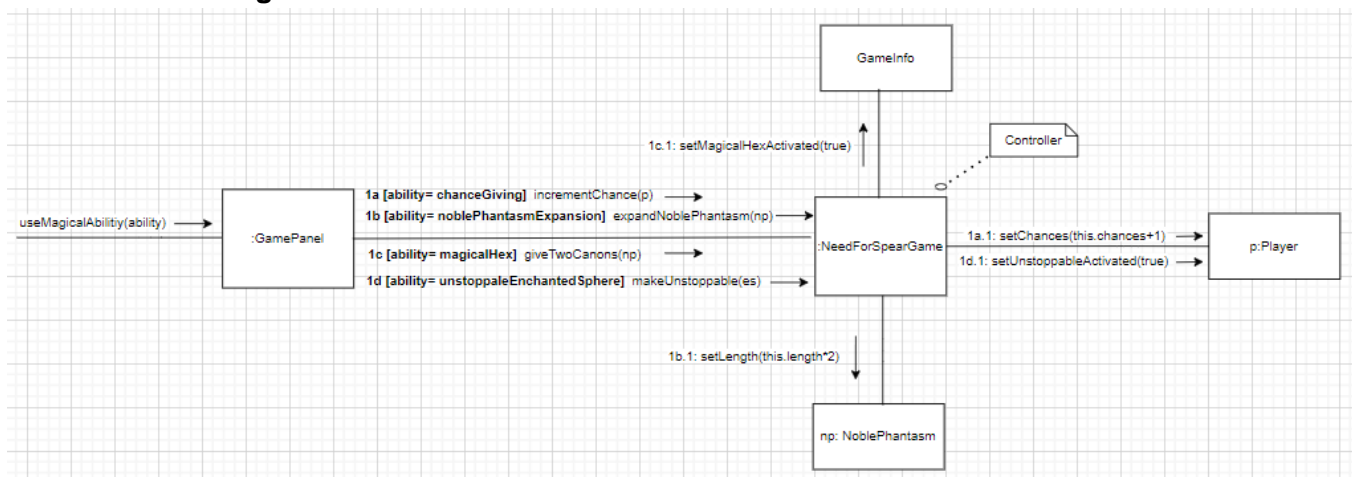 g
GameInfo
1c.1: setMagicalHexActivated(true)
Controller
1a [ability= chanceGiving] incrementChance(p)
1b [ability= noblePhantasmExpansion] expandNoblePhantasm(np)
useMagicalAbilitiy(ability)
:GamePanel
:NeedForSpearGame
1a.1: setChances(this.chances+1)
p:Player
1c [ability= magicalHex] giveTwoCanons(np)
1d.1: setUnstoppableActivated(true)
1d [ability= unstoppaleEnchantedSphere] makeUnstoppable(es)
1b.1: setLength(this.length*2)
np: NoblePhantasm